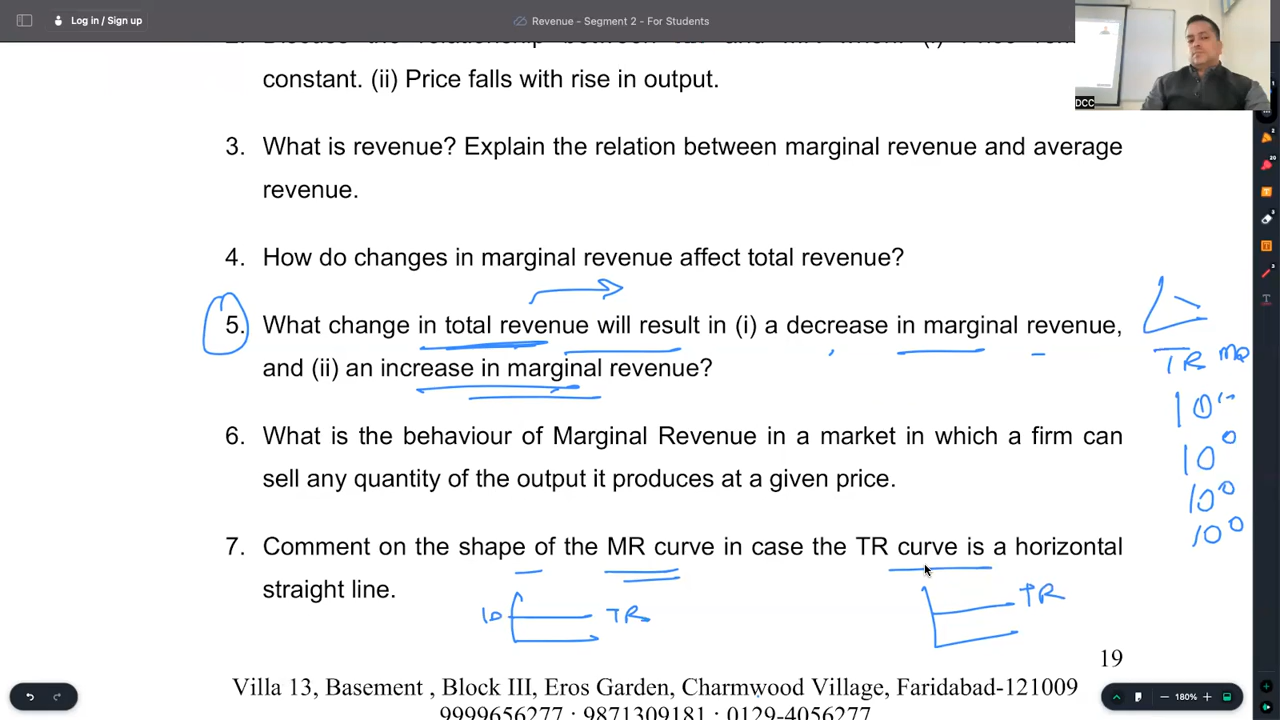 Log in / Sign up
Revenue - Segment 2 - For Students
DCC
constant. (ii) Price falls with rise in output.
3. What is revenue? Explain the relation between marginal revenue and average
revenue.
4. How do changes in marginal revenue affect total revenue?
5. What change in total revenue will result in (i) a decrease in marginal revenue,
and (ii) an increase in marginal revenue?
TR MR
10 -
10 0
10 0
10 0
6. What is the behaviour of Marginal Revenue in a market in which a firm can
sell any quantity of the output it produces at a given price.
7. Comment on the shape of the MR curve in case the TR curve is a horizontal
straight line.
10 TR
TR
19
Villa 13, Basement , Block III, Eros Garden, Charmwood Village, Faridabad-121009
9999656277 ; 9871309181 ; 0129-4056277
180%